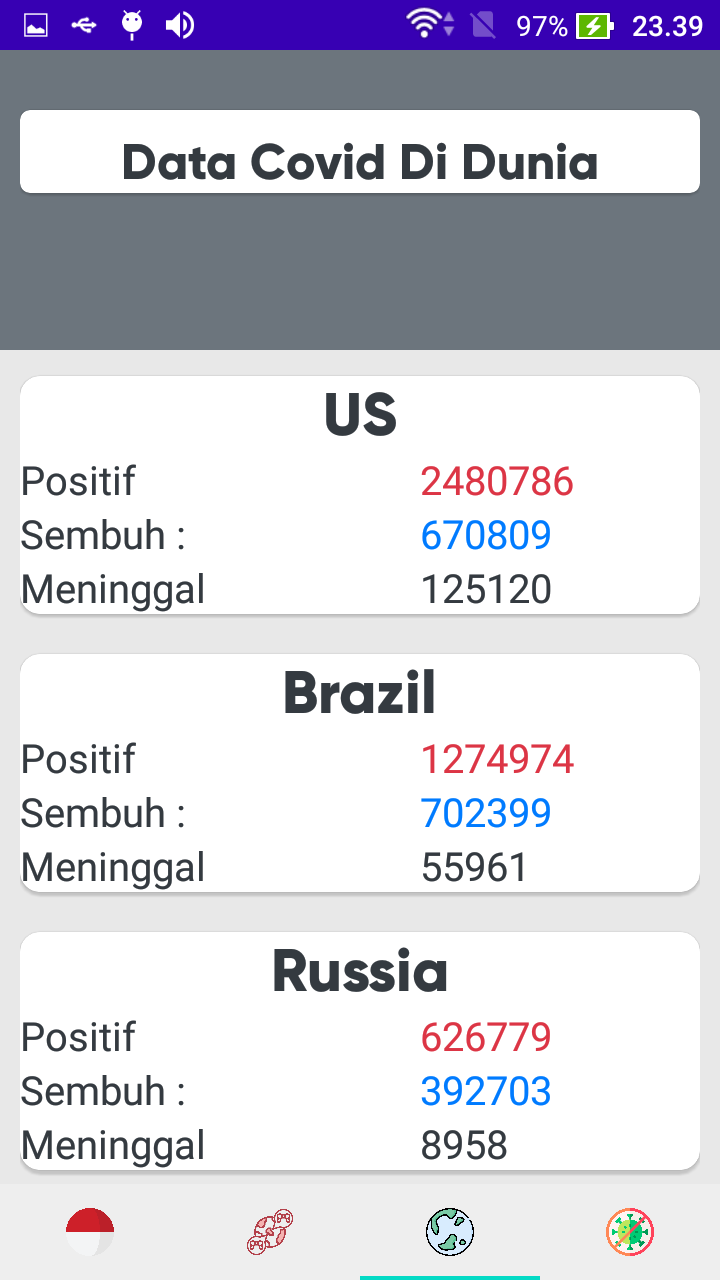 97% 23.39
Data Covid Di Dunia
US
Positif 2480786
Sembuh : 670809
Meninggal 125120
Brazil
Positif 1274974
Sembuh : 702399
Meninggal 55961
Russia
Positif 626779
Sembuh : 392703
Meninggal 8958